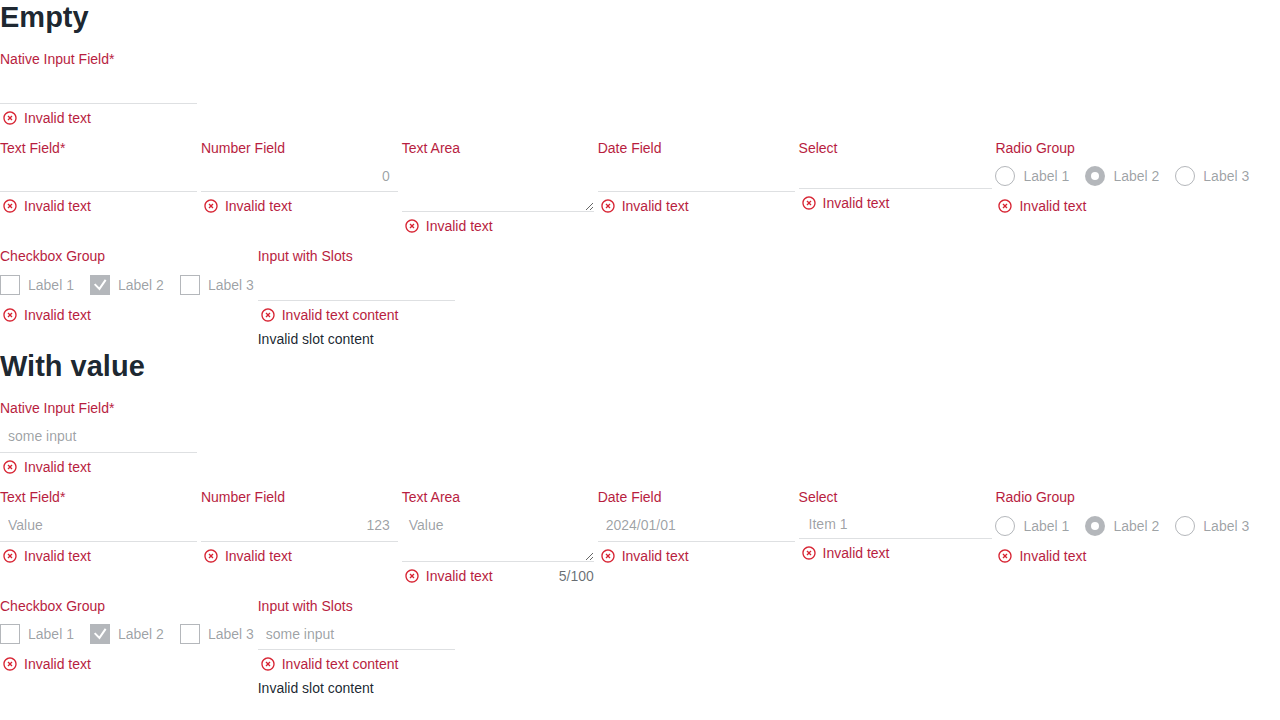 Empty
Native Input Field*
Invalid text
Text Field* Number Field Text Area Date Field Select Radio Group
0 Label 1 Label 2 Label 3
Invalid text Invalid text Invalid text Invalid text Invalid text Invalid text
Checkbox Group Input with Slots
Label 1 Label 2 Label 3
Invalid text Invalid text content
Invalid slot content
With value
Native Input Field*
some input
Invalid text
Text Field* Number Field Text Area Date Field Select Radio Group
Value 123 Value 2024/01/01 Item 1 Label 1 Label 2 Label 3
Invalid text Invalid text Invalid text 5/100 Invalid text Invalid text Invalid text
Checkbox Group Input with Slots
Label 1 Label 2 Label 3 some input
Invalid text Invalid text content
Invalid slot content